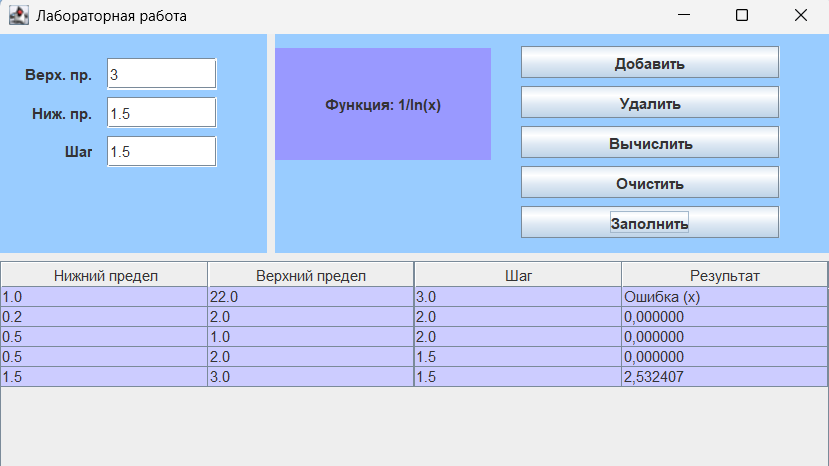 Лабораторная работа
Верх. пр. 3
Ниж. пр. 1.5
Шаг 1.5
Функция: 1/ln(x)
Добавить
Удалить
Вычислить
Очистить
Заполнить
Нижний предел Верхний предел Шаг Результат
1.0 22.0 3.0 Ошибка (x)
0.2 2.0 2.0 0,000000
0.5 1.0 2.0 0,000000
0.5 2.0 1.5 0,000000
1.5 3.0 1.5 2,532407